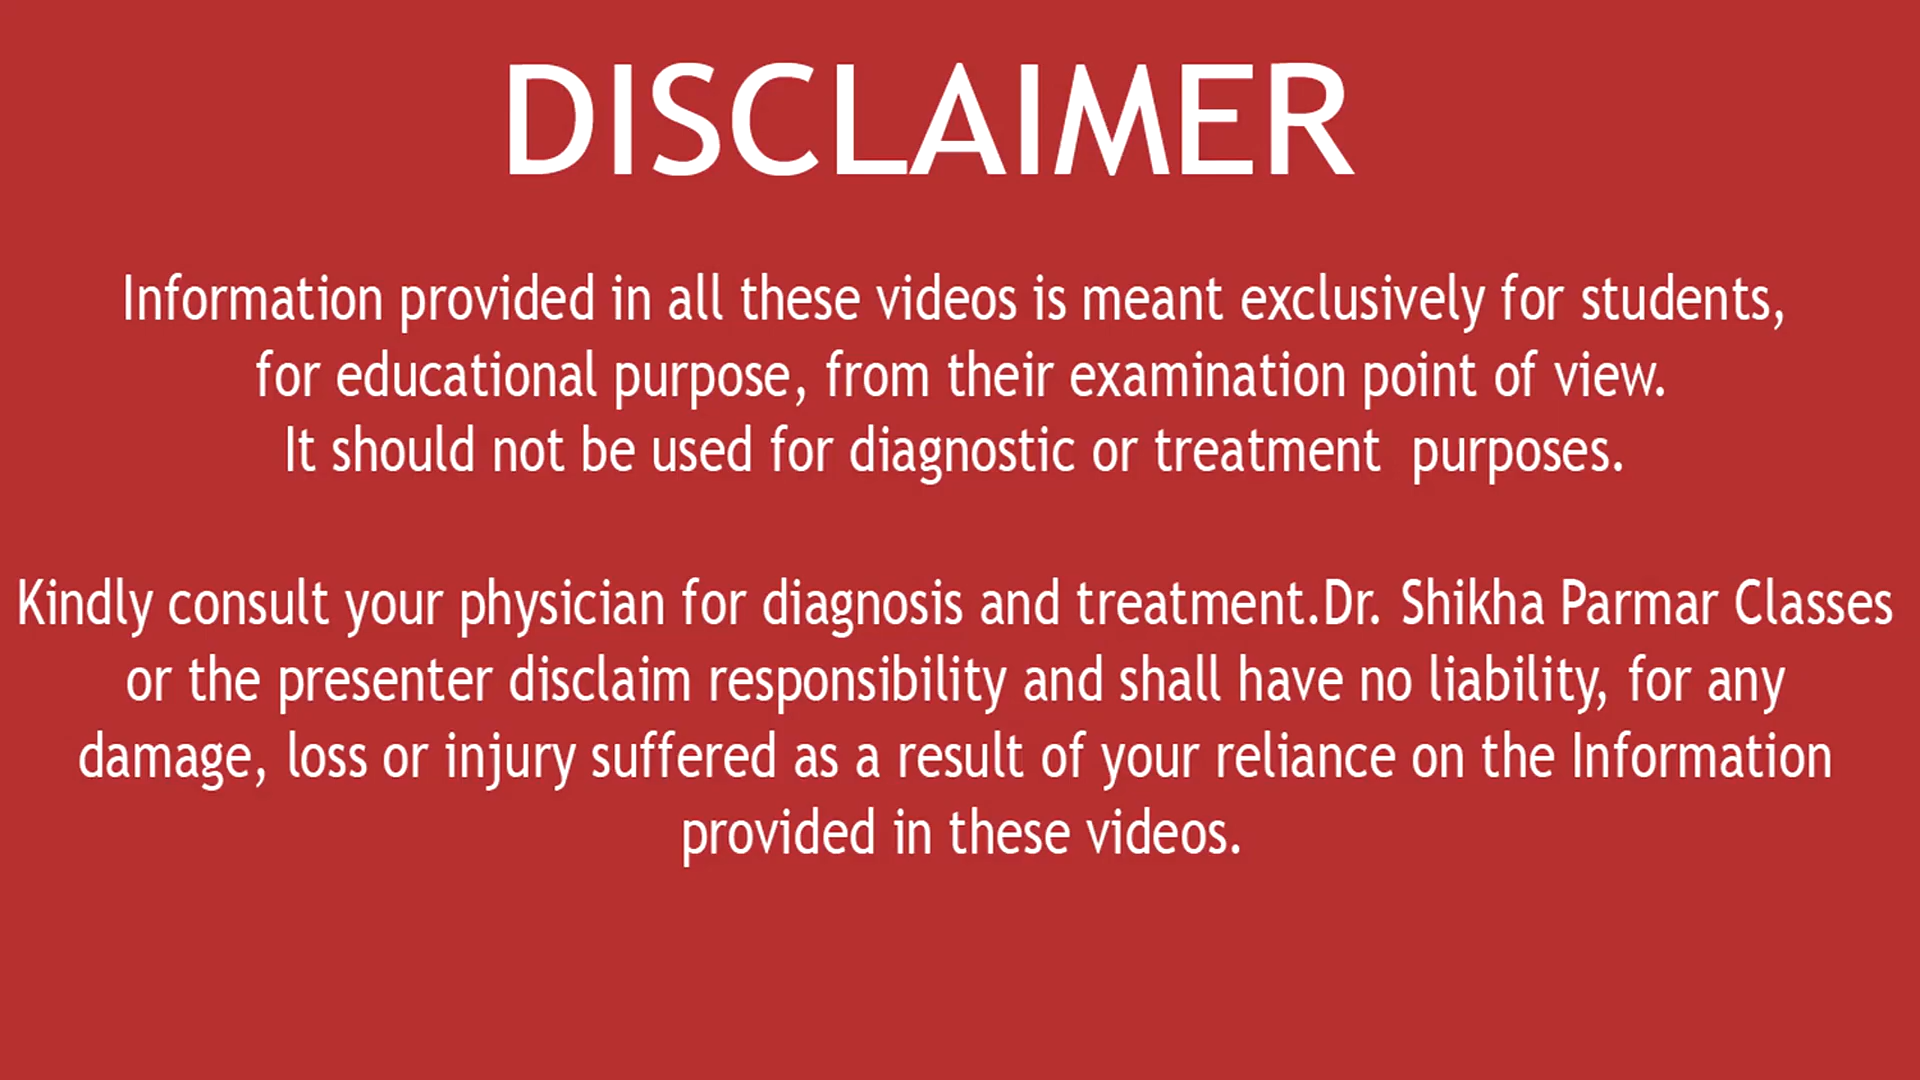 DISCLAIMER
Information provided in all these videos is meant exclusively for students,
for educational purpose, from their examination point of view.
It should not be used for diagnostic or treatment  purposes.
Kindly consult your physician for diagnosis and treatment.Dr. Shikha Parmar Classes
or the presenter disclaim responsibility and shall have no liability, for any
damage, loss or injury suffered as a result of your reliance on the Information
provided in these videos.